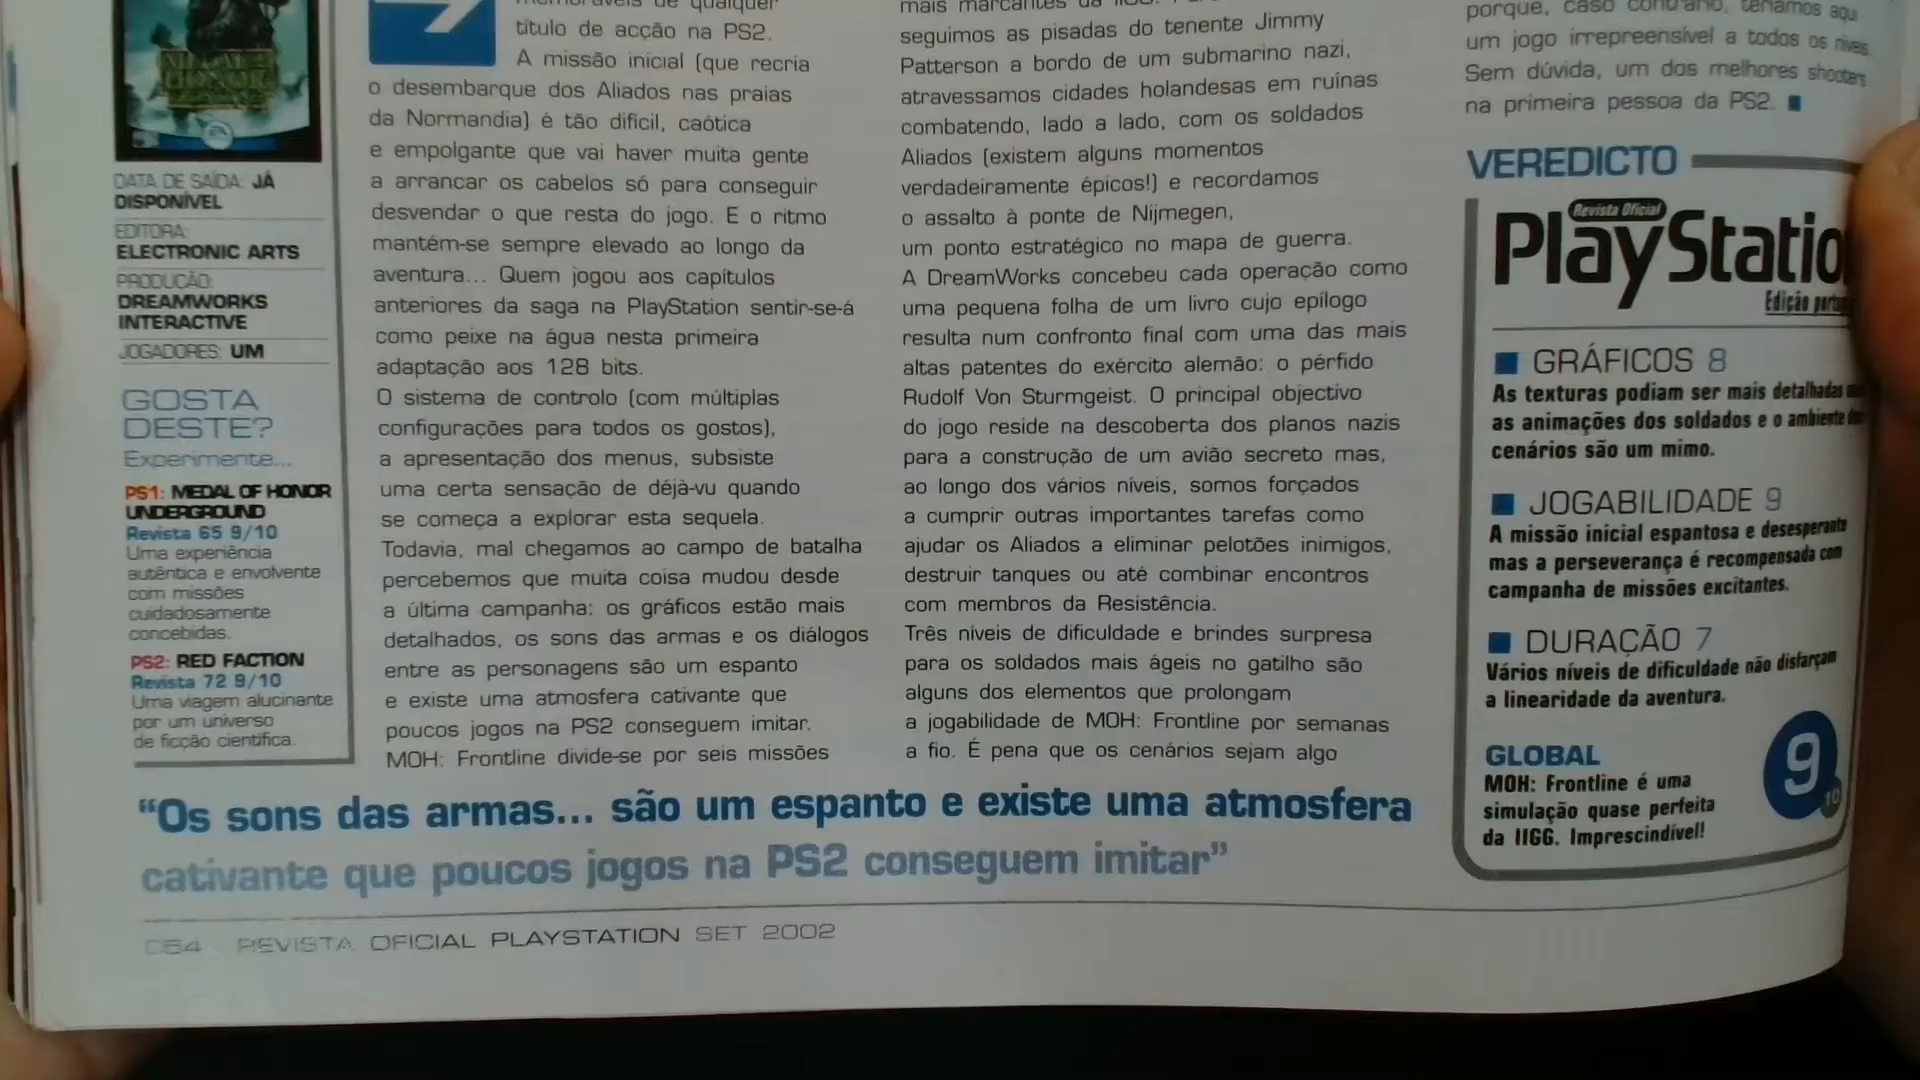 MEDAL OF
HONOR
DATA DE SAÍDA: JÁ
DISPONÍVEL
EDITORA:
ELECTRONIC ARTS
PRODUÇÃO:
DREAMWORKS
INTERACTIVE
JOGADORES: UM
GOSTA
DESTE?
Experimente...
PS1: MEDAL OF HONOR
UNDERGROUND
Revista 65 9/10
Uma experiência
autêntica e envolvente
com missões
cuidadosamente
concebidas.
PS2: RED FACTION
Revista 72 9/10
Uma viagem alucinante
por um universo
de ficção científica.
memoráveis de qualquer
título de acção na PS2.
A missão inicial (que recria
o desembarque dos Aliados nas praias
da Normandia) é tão difícil, caótica
e empolgante que vai haver muita gente
a arrancar os cabelos só para conseguir
desvendar o que resta do jogo. E o ritmo
mantém-se sempre elevado ao longo da
aventura... Quem jogou aos capítulos
anteriores da saga na PlayStation sentir-se-á
como peixe na água nesta primeira
adaptação aos 128 bits.
O sistema de controlo (com múltiplas
configurações para todos os gostos),
a apresentação dos menus, subsiste
uma certa sensação de déjà-vu quando
se começa a explorar esta sequela.
Todavia, mal chegamos ao campo de batalha
percebemos que muita coisa mudou desde
a última campanha: os gráficos estão mais
detalhados, os sons das armas e os diálogos
entre as personagens são um espanto
e existe uma atmosfera cativante que
poucos jogos na PS2 conseguem imitar.
MOH: Frontline divide-se por seis missões
mais marcantes da
seguimos as pisadas do tenente Jimmy
Patterson a bordo de um submarino nazi,
atravessamos cidades holandesas em ruínas
combatendo, lado a lado, com os soldados
Aliados (existem alguns momentos
verdadeiramente épicos!) e recordamos
o assalto à ponte de Nijmegen,
um ponto estratégico no mapa de guerra.
A DreamWorks concebeu cada operação como
uma pequena folha de um livro cujo epílogo
resulta num confronto final com uma das mais
altas patentes do exército alemão: o pérfido
Rudolf Von Sturmgeist. O principal objectivo
do jogo reside na descoberta dos planos nazis
para a construção de um avião secreto mas,
ao longo dos vários níveis, somos forçados
a cumprir outras importantes tarefas como
ajudar os Aliados a eliminar pelotões inimigos,
destruir tanques ou até combinar encontros
com membros da Resistência.
Três níveis de dificuldade e brindes surpresa
para os soldados mais ágeis no gatilho são
alguns dos elementos que prolongam
a jogabilidade de MOH: Frontline por semanas
a fio. É pena que os cenários sejam algo
porque, caso contrário, teríamos aqui
um jogo irrepreensível a todos os níveis.
Sem dúvida, um dos melhores shooters
na primeira pessoa da PS2.
VEREDICTO
Revista Oficial
PlayStatio
Edição
GRÁFICOS 8
As texturas podiam ser mais detalhadas
as animações dos soldados e o ambiente
cenários são um mimo.
JOGABILIDADE 9
A missão inicial espantosa e desesperante
mas a perseverança é recompensada com
campanha de missões excitantes.
DURAÇÃO 7
Vários níveis de dificuldade não disfarçam
a linearidade da aventura.
GLOBAL
MOH: Frontline é uma
simulação quase perfeita
da IIGG. Imprescindível!
9
10
“Os sons das armas... são um espanto e existe uma atmosfera
cativante que poucos jogos na PS2 conseguem imitar”
084 REVISTA OFICIAL PLAYSTATION SET 2002